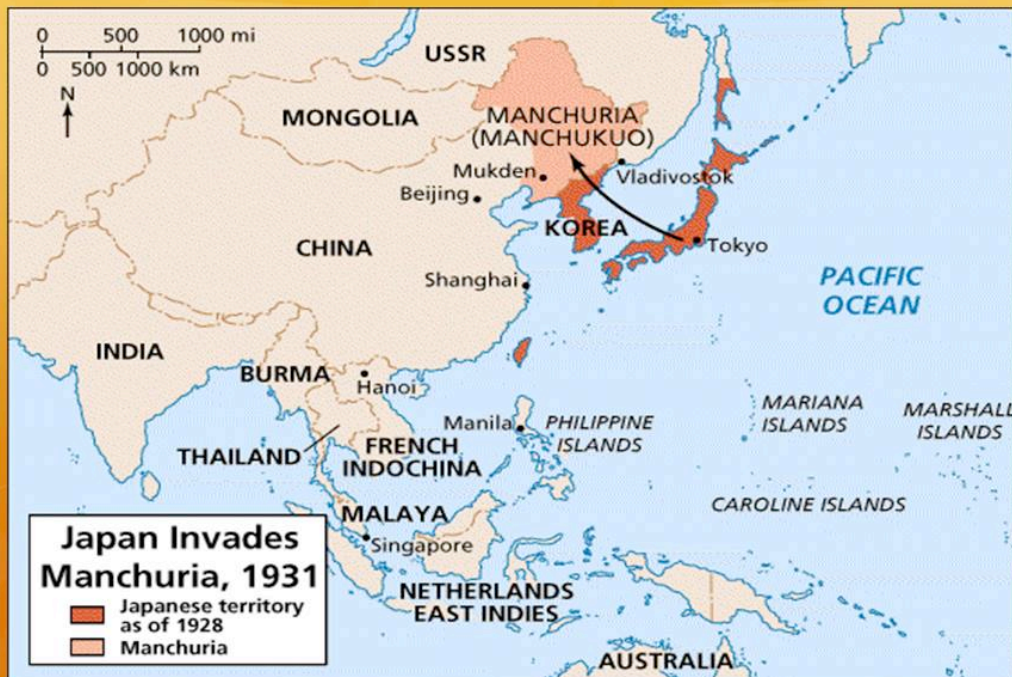 0 500 1000 mi
0 500 1000 km
N
USSR
MONGOLIA
MANCHURIA
(MANCHUKUO)
Mukden
Vladivostok
Beijing
KOREA
Tokyo
CHINA
Shanghai
PACIFIC
OCEAN
INDIA
BURMA
Hanoi
Manila
PHILIPPINE
ISLANDS
MARIANA
ISLANDS
MARSHALL
ISLANDS
THAILAND
FRENCH
INDOCHINA
CAROLINE ISLANDS
MALAYA
Singapore
NETHERLANDS
EAST INDIES
AUSTRALIA
Japan Invades
Manchuria, 1931
Japanese territory
as of 1928
Manchuria